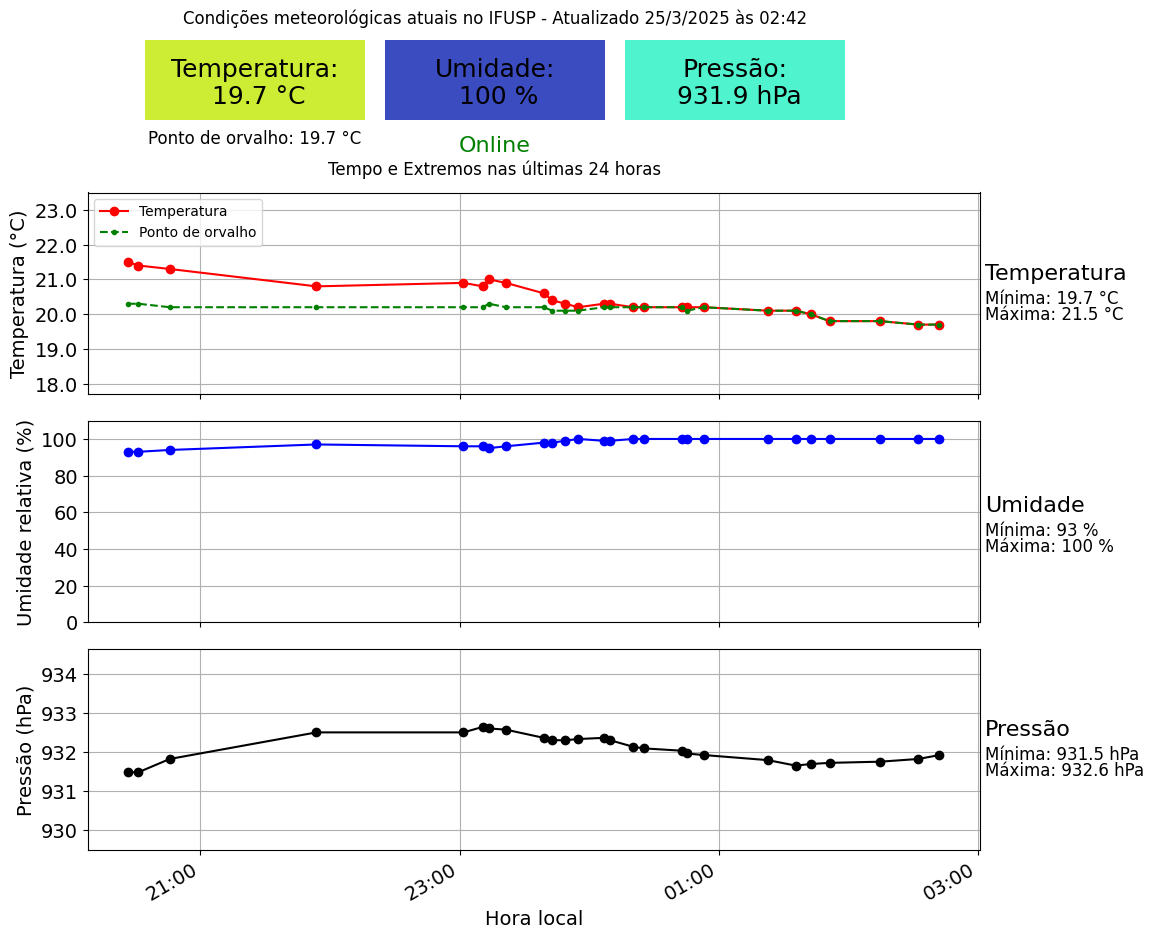 Condições meteorológicas atuais no IFUSP - Atualizado 25/3/2025 às 02:42
Temperatura:
19.7 °C
Umidade:
100 %
Pressão:
931.9 hPa
Ponto de orvalho: 19.7 °C
Online
Tempo e Extremos nas últimas 24 horas
Temperatura (°C)
23.0
22.0
21.0
20.0
19.0
18.0
Temperatura
Ponto de orvalho
Temperatura
Mínima: 19.7 °C
Máxima: 21.5 °C
Umidade relativa (%)
100
80
60
40
20
0
Umidade
Mínima: 93 %
Máxima: 100 %
Pressão (hPa)
934
933
932
931
930
Pressão
Mínima: 931.5 hPa
Máxima: 932.6 hPa
21:00
23:00
01:00
03:00
Hora local